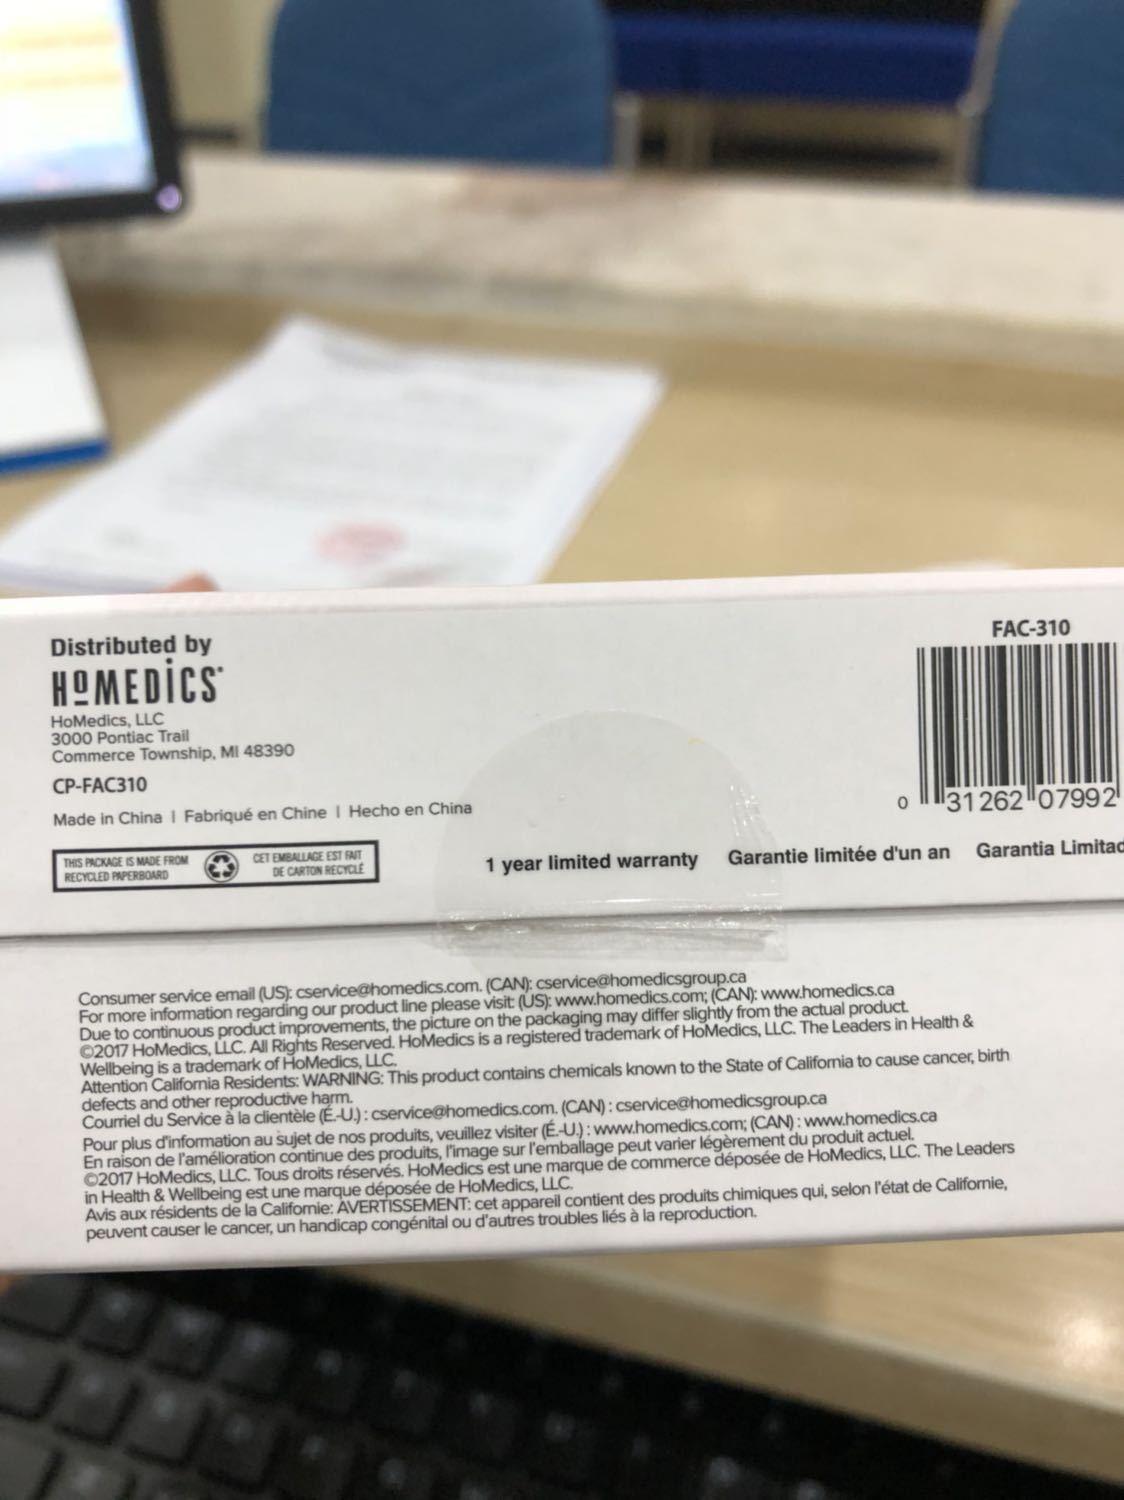 Distributed by
HoMEDiCS®
HoMedics, LLC
3000 Pontiac Trail
Commerce Township, MI 48390
CP-FAC310
Made in China | Fabriqué en Chine | Hecho en China
THIS PACKAGE IS MADE FROM
RECYCLED PAPERBOARD
CET EMBALLAGE EST FAIT
DE CARTON RECYCLÉ
1 year limited warranty Garantie limitée d'un an Garantia Limitad
FAC-310
0 31262 07992
Consumer service email (US): cservice@homedics.com. (CAN): cservice@homedicsgroup.ca
For more information regarding our product line please visit: (US): www.homedics.com; (CAN): www.homedics.ca
Due to continuous product improvements, the picture on the packaging may differ slightly from the actual product.
©2017 HoMedics, LLC. All Rights Reserved. HoMedics is a registered trademark of HoMedics, LLC. The Leaders in Health &
Wellbeing is a trademark of HoMedics, LLC.
Attention California Residents: WARNING: This product contains chemicals known to the State of California to cause cancer, birth
defects and other reproductive harm.
Courriel du Service à la clientèle (É.-U.) : cservice@homedics.com. (CAN) : cservice@homedicsgroup.ca
Pour plus d'information au sujet de nos produits, veuillez visiter (É.-U.) : www.homedics.com; (CAN) : www.homedics.ca
En raison de l'amélioration continue des produits, l'image sur l'emballage peut varier légèrement du produit actuel.
©2017 HoMedics, LLC. Tous droits réservés. HoMedics est une marque de commerce déposée de HoMedics, LLC. The Leaders
in Health & Wellbeing est une marque déposée de HoMedics, LLC.
Avis aux résidents de la Californie: AVERTISSEMENT: cet appareil contient des produits chimiques qui, selon l'état de Californie,
peuvent causer le cancer, un handicap congénital ou d'autres troubles liés à la reproduction.